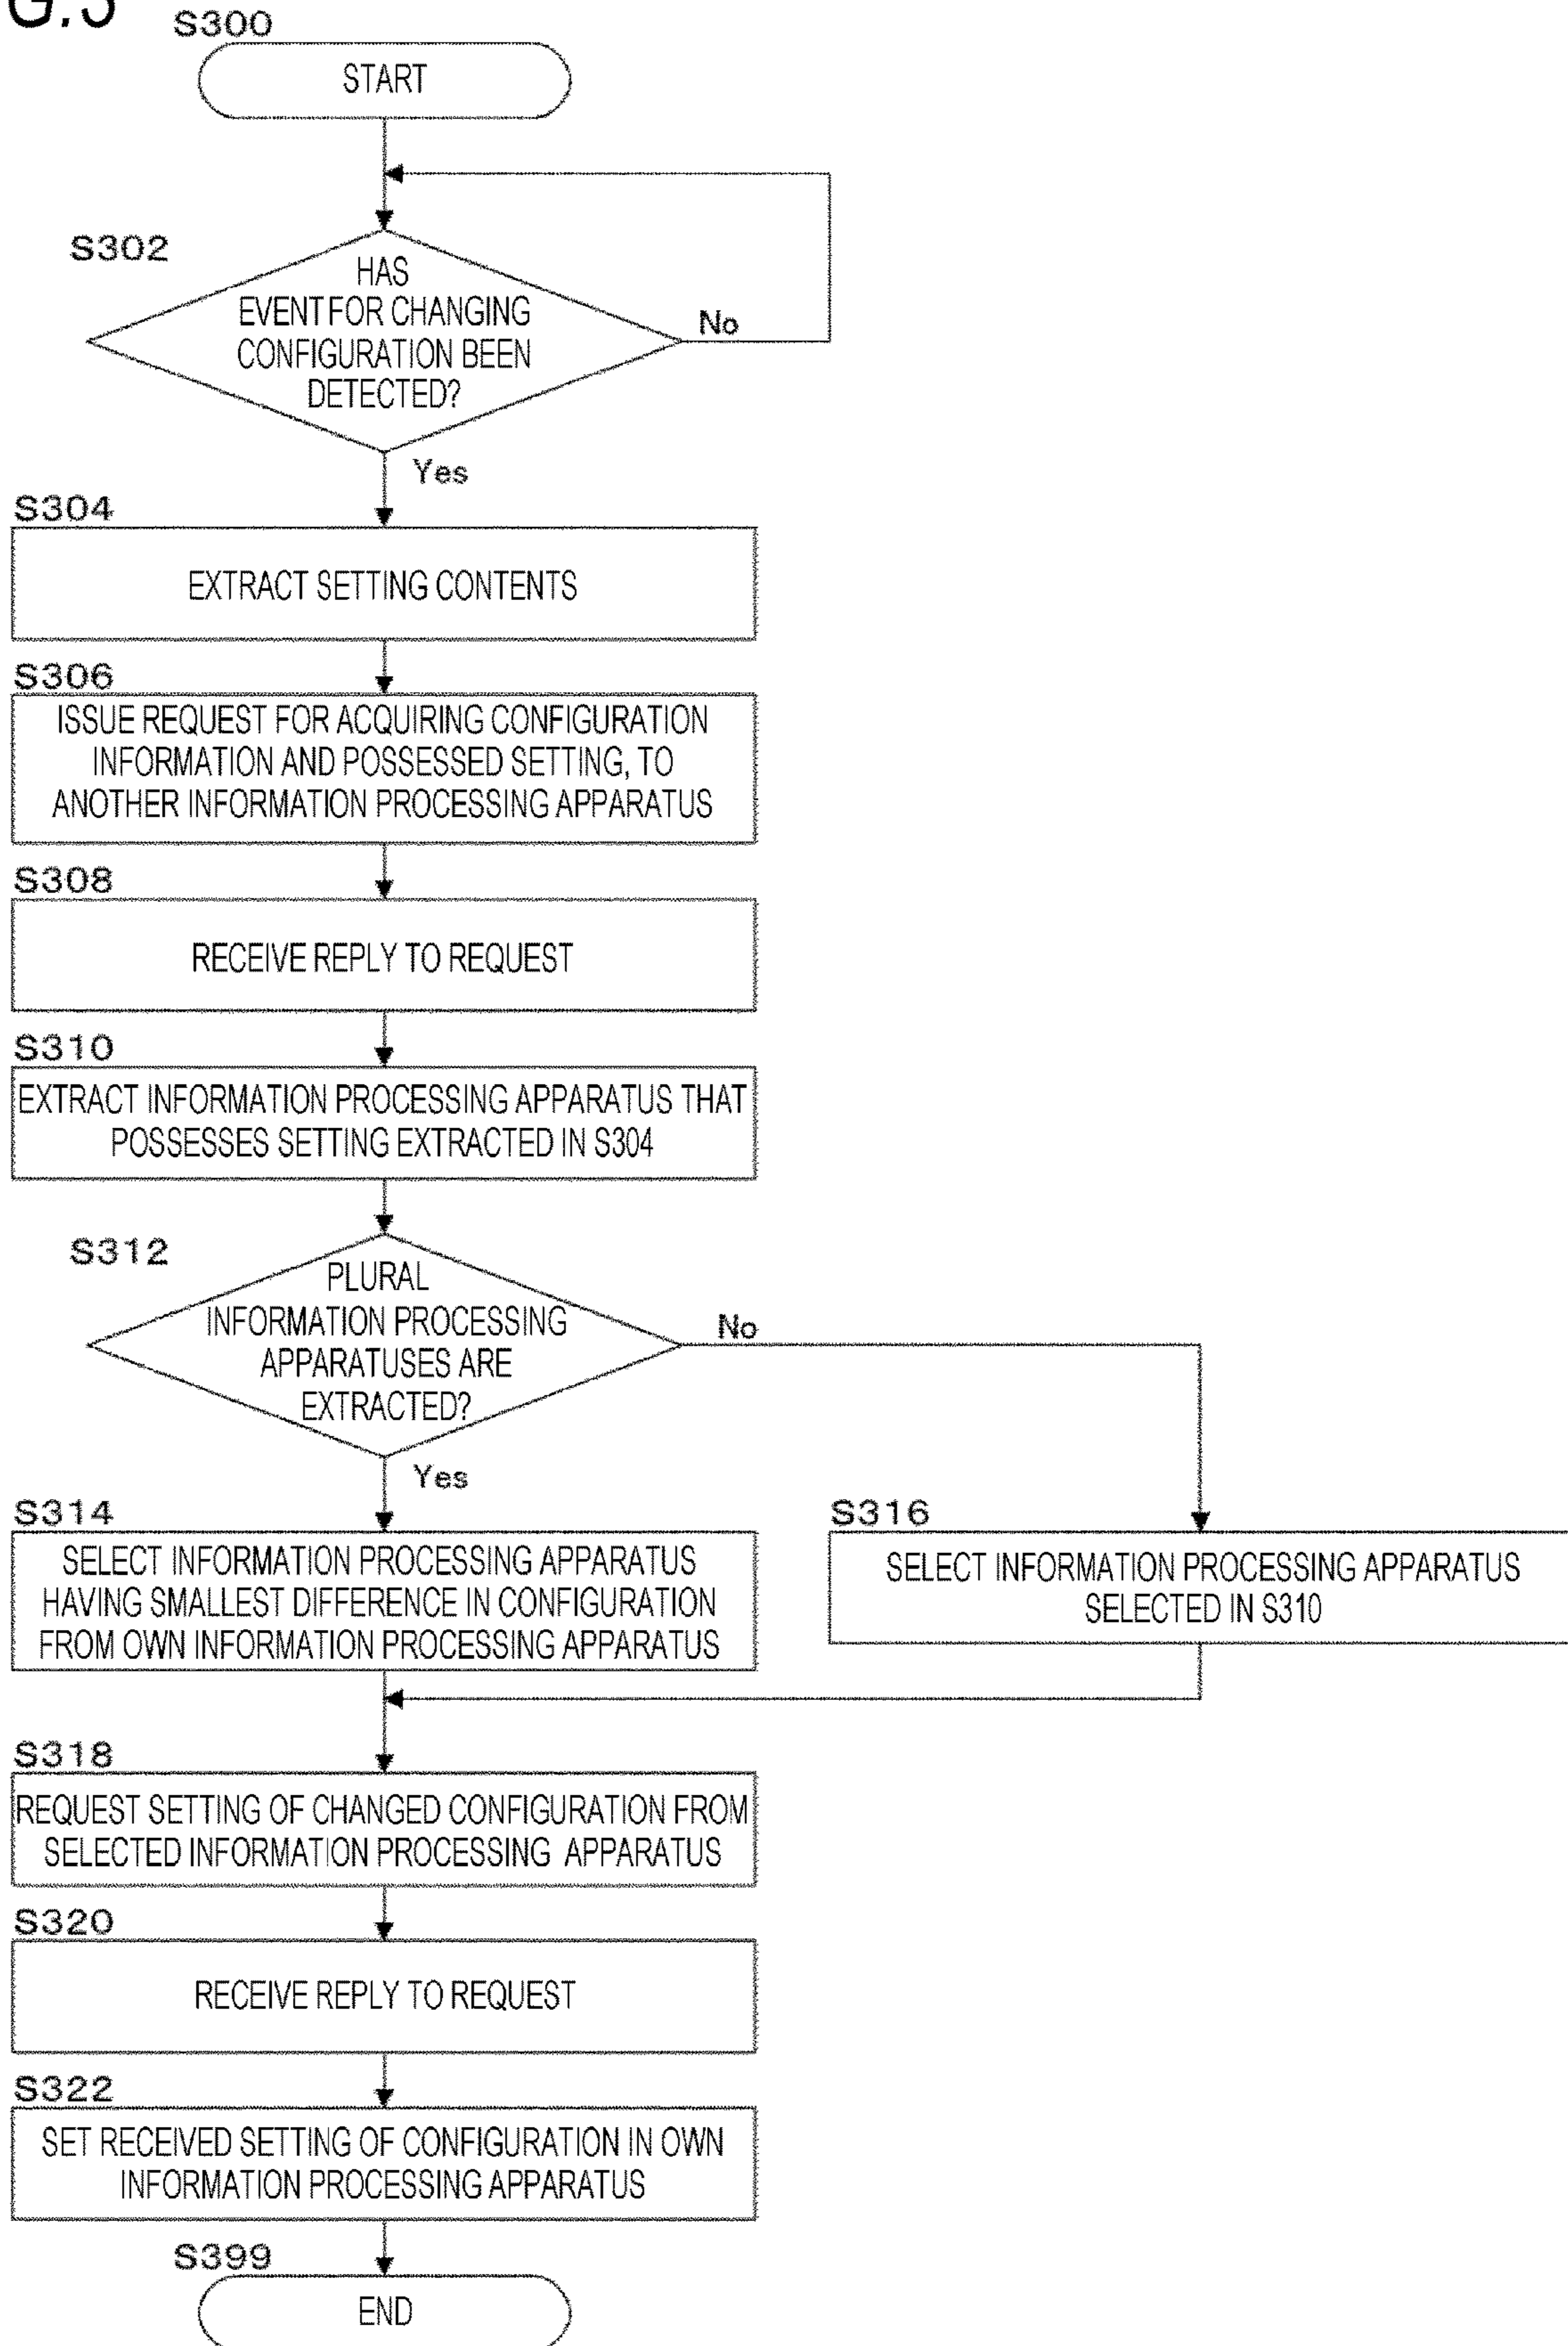 G.3
S300
START
S302
HAS
EVENT FOR CHANGING
CONFIGURATION BEEN
DETECTED?
No
Yes
S304
EXTRACT SETTING CONTENTS
S306
ISSUE REQUEST FOR ACQUIRING CONFIGURATION
INFORMATION AND POSSESSED SETTING, TO
ANOTHER INFORMATION PROCESSING APPARATUS
S308
RECEIVE REPLY TO REQUEST
S310
EXTRACT INFORMATION PROCESSING APPARATUS THAT
POSSESSES SETTING EXTRACTED IN S304
S312
PLURAL
INFORMATION PROCESSING
APPARATUSES ARE
EXTRACTED?
No
Yes
S314
SELECT INFORMATION PROCESSING APPARATUS
HAVING SMALLEST DIFFERENCE IN CONFIGURATION
FROM OWN INFORMATION PROCESSING APPARATUS
S316
SELECT INFORMATION PROCESSING APPARATUS
SELECTED IN S310
S318
REQUEST SETTING OF CHANGED CONFIGURATION FROM
SELECTED INFORMATION PROCESSING APPARATUS
S320
RECEIVE REPLY TO REQUEST
S322
SET RECEIVED SETTING OF CONFIGURATION IN OWN
INFORMATION PROCESSING APPARATUS
S399
END